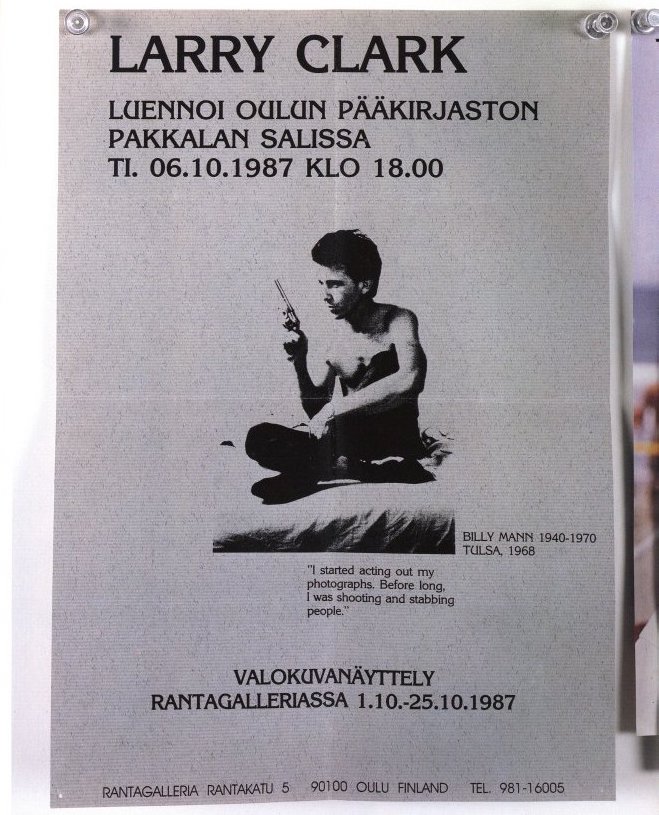 LARRY CLARK
LUENNOI OULUN PÄÄKIRJASTON
PAKKALAN SALISSA
TI. 06.10.1987 KLO 18.00
BILLY MANN 1940-1970
TULSA, 1968
"I started acting out my
photographs. Before long,
I was shooting and stabbing
people."
VALOKUVANÄYTTELY
RANTAGALLERIASSA 1.10.-25.10.1987
RANTAGALLERIA RANTAKATU 5 90100 OULU FINLAND TEL. 981-16005